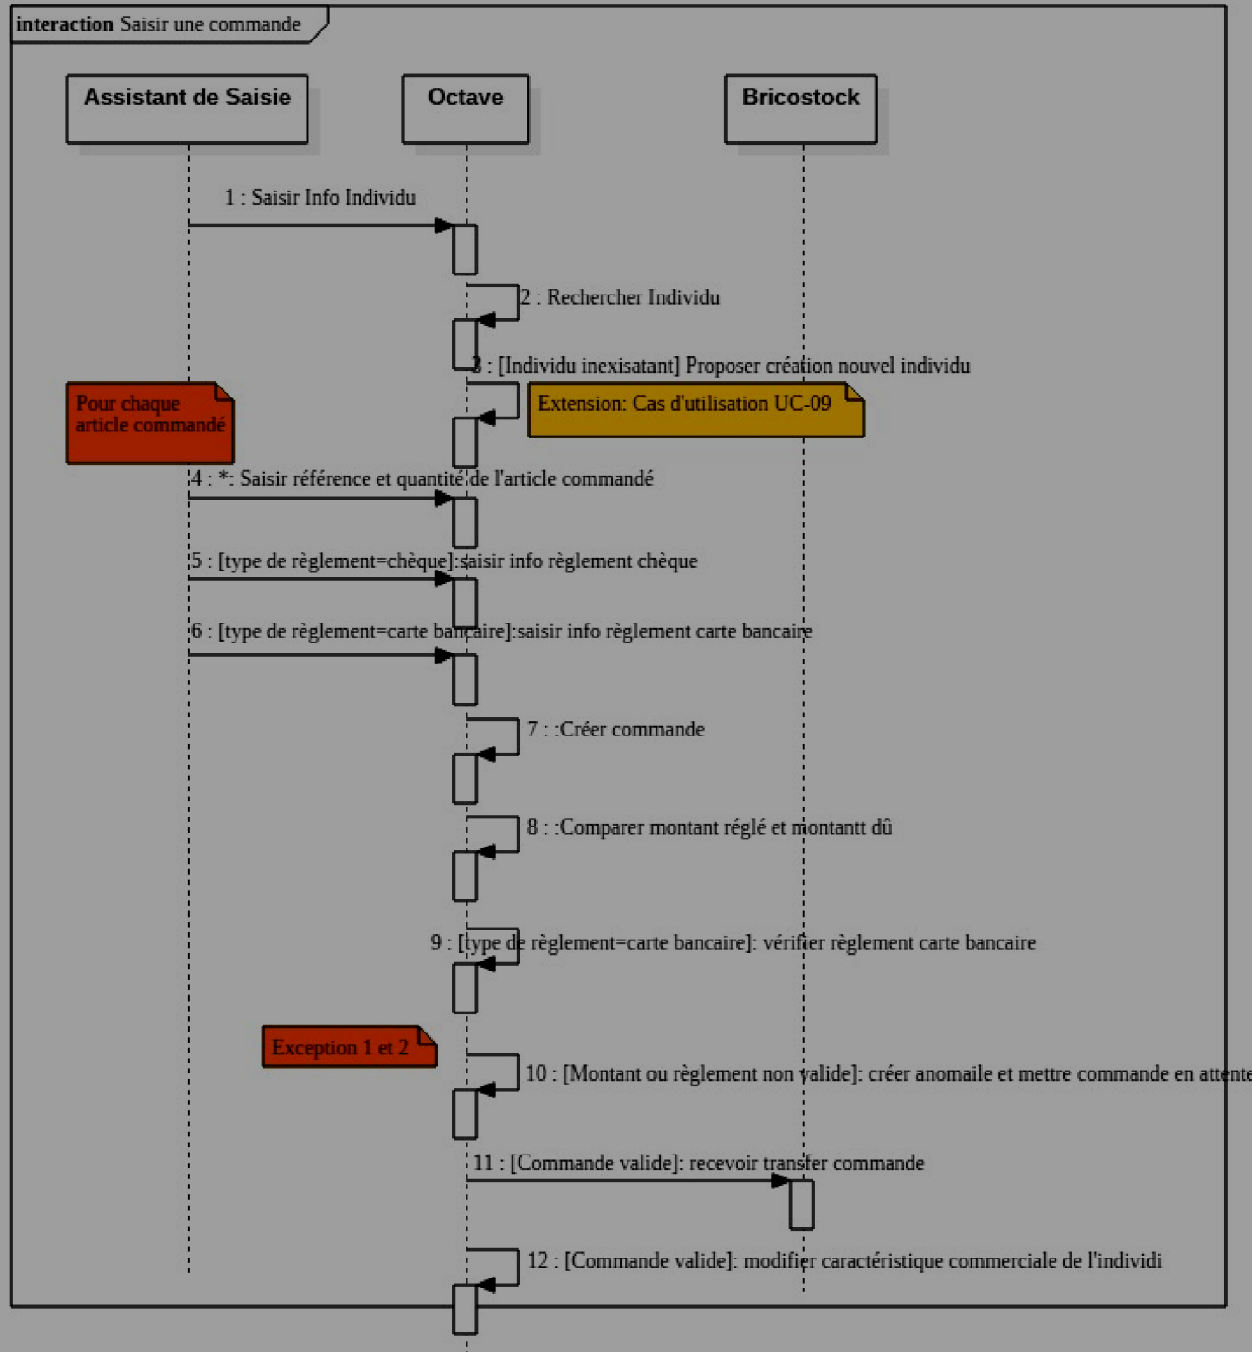 interaction Saisir une commande
Assistant de Saisie
Octave
Bricostock
1 : Saisir Info Individu
2 : Rechercher Individu
3 : [Individu inexisatant] Proposer création nouvel individu
Pour chaque
article commandé
Extension: Cas d'utilisation UC-09
4 : *: Saisir référence et quantité de l'article commandé
5 : [type de règlement=chèque]:saisir info règlement chèque
6 : [type de règlement=carte bancaire]:saisir info règlement carte bancaire
7 : :Créer commande
8 : :Comparer montant réglé et montantt dû
9 : [type de règlement=carte bancaire]: vérifier règlement carte bancaire
Exception 1 et 2
10 : [Montant ou règlement non valide]: créer anomaile et mettre commande en attente
11 : [Commande valide]: recevoir transfer commande
12 : [Commande valide]: modifier caractéristique commerciale de l'individi